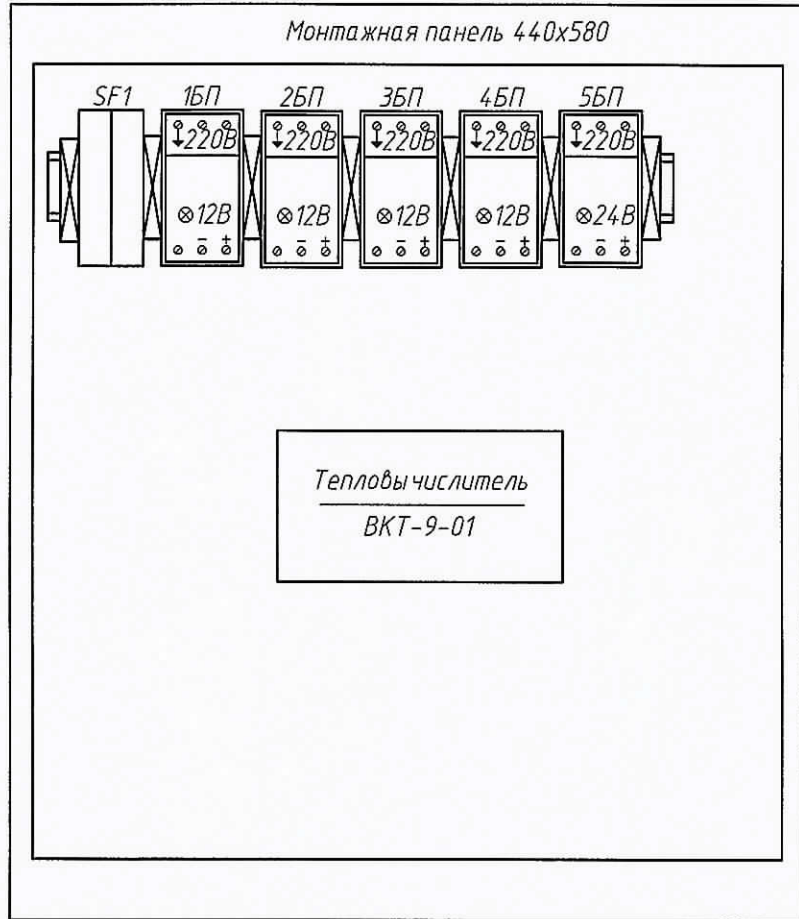 Монтажная панель 440х580
SF1 1БП 2БП 3БП 4БП 5БП
220В 220В 220В 220В 220В
12В 12В 12В 12В 24В
– + – + – + – + – +
Тепловычислитель
ВКТ-9-01